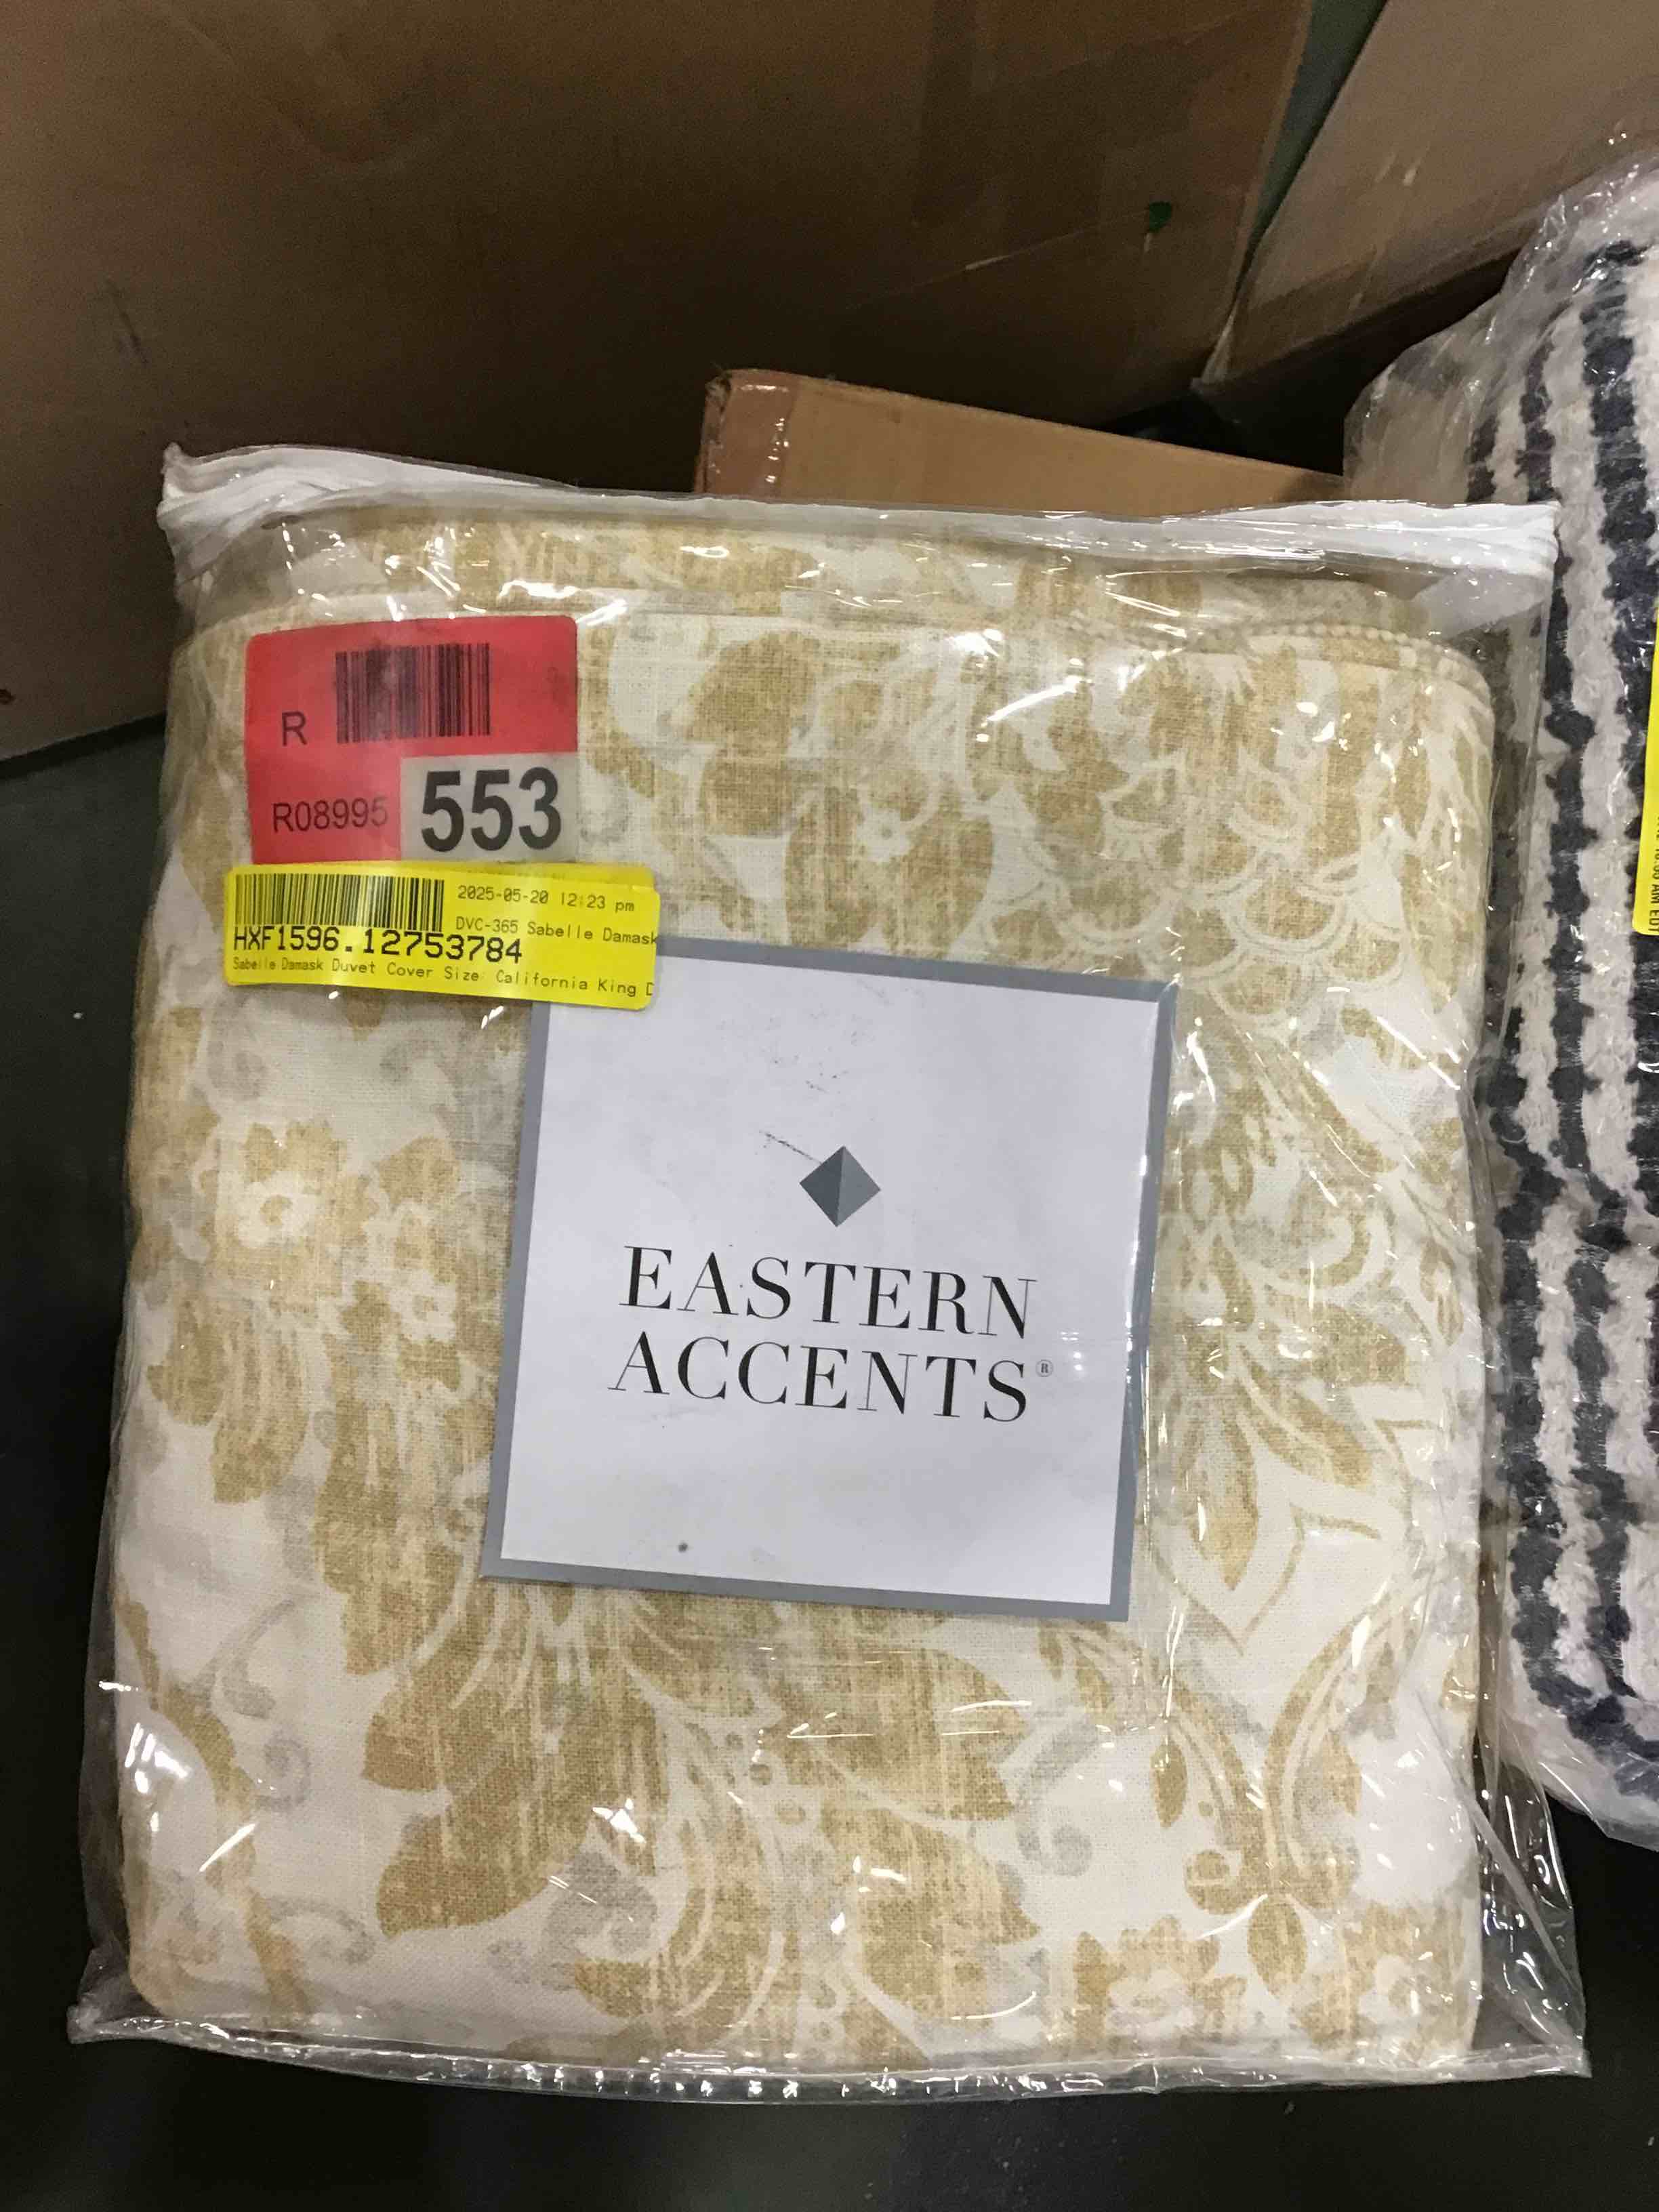 R
R08995
553
2025-05-20 12:23 pm
DVC-365 Sabelle Damask
HXF1596.12753784
Sabelle Damask Duvet Cover Size: California King D
EASTERN
ACCENTS®